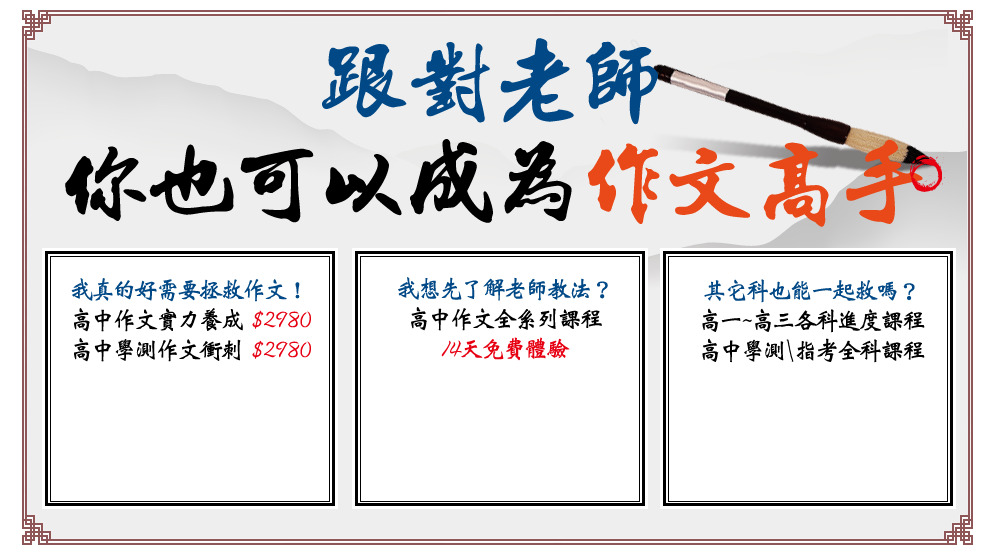 跟對老師
你也可以成為作文高手
我真的好需要拯救作文！
高中作文實力養成 $2980
高中學測作文衝刺 $2980
我想先了解老師教法？
高中作文全系列課程
14天免費體驗
其它科也能一起救嗎？
高一~高三各科進度課程
高中學測\指考全科課程